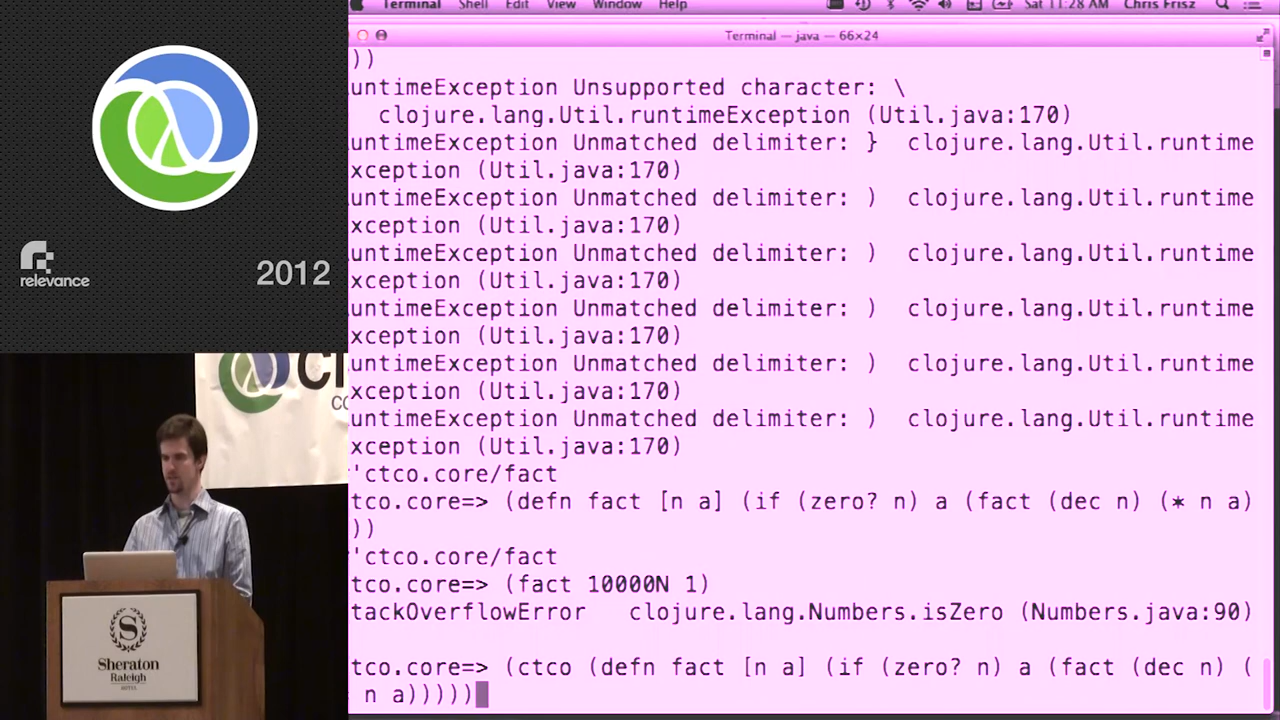 Terminal Shell Edit View Window Help Sat 11:28 AM Chris Frisz
Terminal — java — 66×24
))
untimeException Unsupported character: \
clojure.lang.Util.runtimeException (Util.java:170)
untimeException Unmatched delimiter: } clojure.lang.Util.runtime
xception (Util.java:170)
untimeException Unmatched delimiter: ) clojure.lang.Util.runtime
xception (Util.java:170)
untimeException Unmatched delimiter: ) clojure.lang.Util.runtime
xception (Util.java:170)
untimeException Unmatched delimiter: ) clojure.lang.Util.runtime
xception (Util.java:170)
untimeException Unmatched delimiter: ) clojure.lang.Util.runtime
xception (Util.java:170)
untimeException Unmatched delimiter: ) clojure.lang.Util.runtime
xception (Util.java:170)
'ctco.core/fact
tco.core=> (defn fact [n a] (if (zero? n) a (fact (dec n) (* n a)
))
'ctco.core/fact
tco.core=> (fact 10000N 1)
tackOverflowError clojure.lang.Numbers.isZero (Numbers.java:90)
tco.core=> (ctco (defn fact [n a] (if (zero? n) a (fact (dec n) (
n a)))))
relevance
2012
S
Sheraton
Raleigh
HOTEL